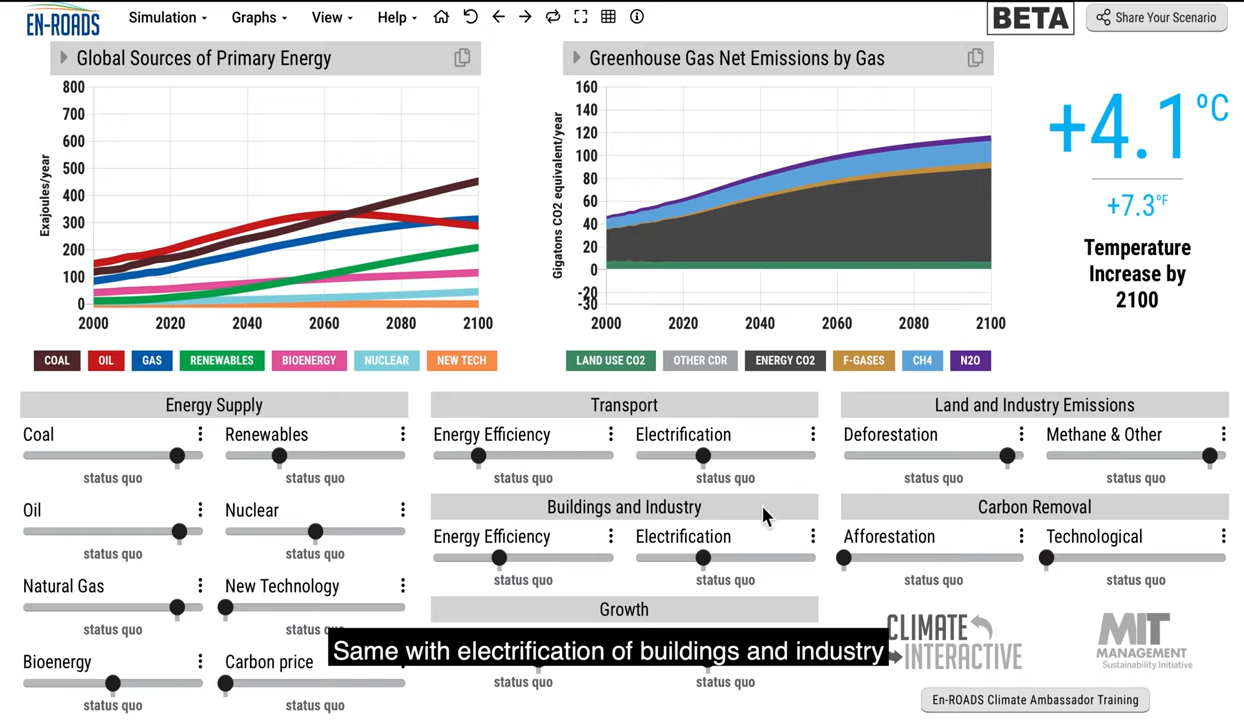 EN-ROADS
Simulation
Graphs
View
Help
BETA
Share Your Scenario
Global Sources of Primary Energy
800
700
600
500
400
300
200
100
0
Exajoules/year
2000 2020 2040 2060 2080 2100
COAL OIL GAS RENEWABLES BIOENERGY NUCLEAR NEW TECH
Greenhouse Gas Net Emissions by Gas
160
140
120
100
80
60
40
20
0
-20
-30
Gigatons CO2 equivalent/year
2000 2020 2040 2060 2080 2100
LAND USE CO2 OTHER CDR ENERGY CO2 F-GASES CH4 N2O
+4.1 ºC
+7.3 °F
Temperature
Increase by
2100
Energy Supply
Coal
status quo
Renewables
status quo
Oil
status quo
Nuclear
status quo
Natural Gas
status quo
New Technology
status quo
Bioenergy
status quo
Carbon price
status quo
Transport
Energy Efficiency
status quo
Electrification
status quo
Buildings and Industry
Energy Efficiency
status quo
Electrification
status quo
Growth
status quo
status quo
Land and Industry Emissions
Deforestation
status quo
Methane & Other
status quo
Carbon Removal
Afforestation
status quo
Technological
status quo
Same with electrification of buildings and industry
CLIMATE
INTERACTIVE
MIT
MANAGEMENT
Sustainability Initiative
En-ROADS Climate Ambassador Training